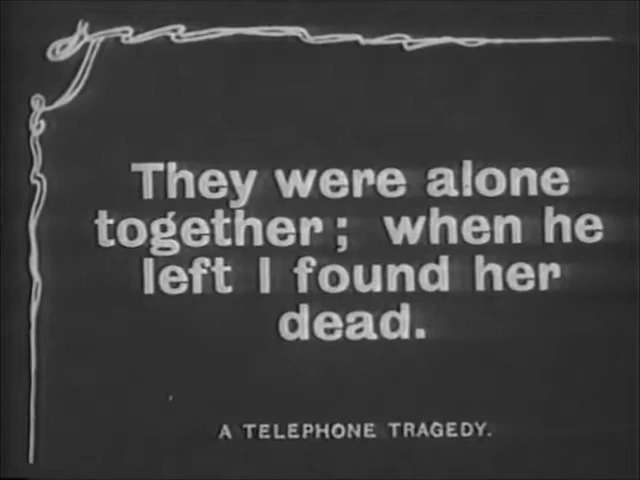 They were alone
together; when he
left I found her
dead.
A TELEPHONE TRAGEDY.